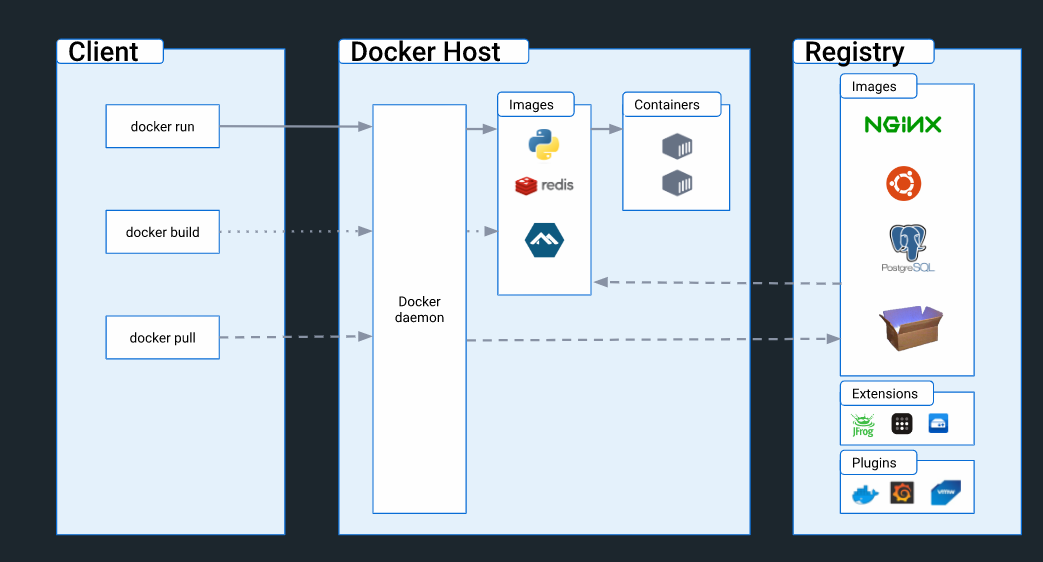 Client
docker run
docker build
docker pull
Docker Host
Docker
daemon
Images
redis
Containers
Registry
Images
NGINX
PostgreSQL
Extensions
JFrog
Plugins
vmw